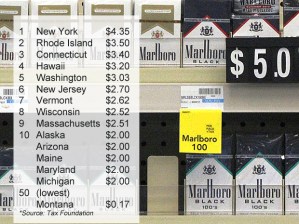 1 New York $4.35
2 Rhode Island $3.50
3 Connecticut $3.40
4 Hawaii $3.20
5 Washington $3.03
6 New Jersey $2.70
7 Vermont $2.62
8 Wisconsin $2.52
9 Massachusetts $2.51
10 Alaska $2.00
Arizona $2.00
Maine $2.00
Maryland $2.00
Michigan $2.00
50 (lowest)
Montana $0.17
*Source: Tax Foundation
Marlboro
Marlboro
Marlboro
$5.0
Marlboro
100
Marlboro
BLACK
100's
Marlboro
BLACK
100's
Marlboro
BLACK